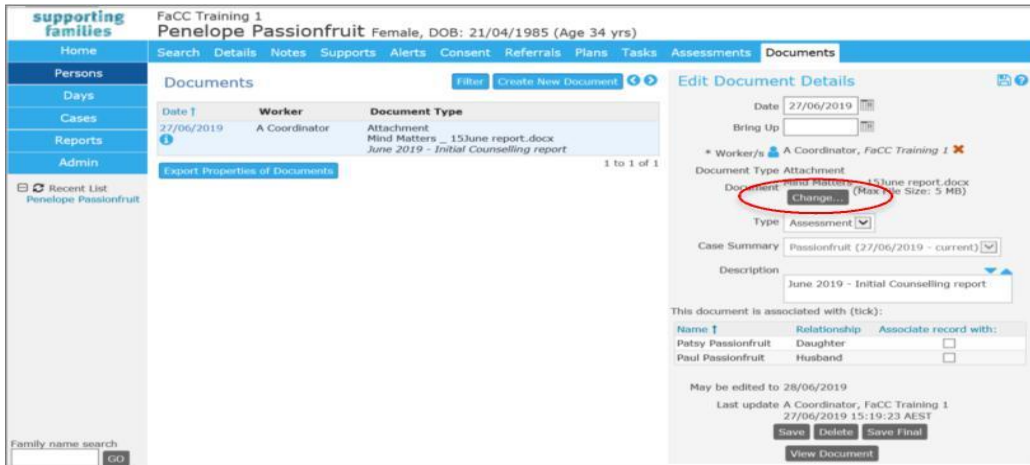 supporting
families
FaCC Training 1
Penelope Passionfruit Female, DOB: 21/04/1985 (Age 34 yrs)
Home
Persons
Days
Cases
Reports
Admin
Recent List
Penelope Passionfruit
Family name search
GO
Search Details Notes Supports Alerts Consent Referrals Plans Tasks Assessments Documents
Documents
Filter Create New Document
Date Worker Document Type
27/06/2019 A Coordinator Attachment
Mind Matters _ 15June report.docx
June 2019 - Initial Counselling report
Export Properties of Documents
1 to 1 of 1
Edit Document Details
Date 27/06/2019
Bring Up
* Worker/s A Coordinator, FaCC Training 1
Document Type Attachment
Document Mind Matters _ 15June report.docx
Change... (Max File Size: 5 MB)
Type Assessment
Case Summary Passionfruit (27/06/2019 - current)
Description
June 2019 - Initial Counselling report
This document is associated with (tick):
Name Relationship Associate record with:
Patsy Passionfruit Daughter
Paul Passionfruit Husband
May be edited to 28/06/2019
Last update A Coordinator, FaCC Training 1
27/06/2019 15:19:23 AEST
Save Delete Save Final
View Document